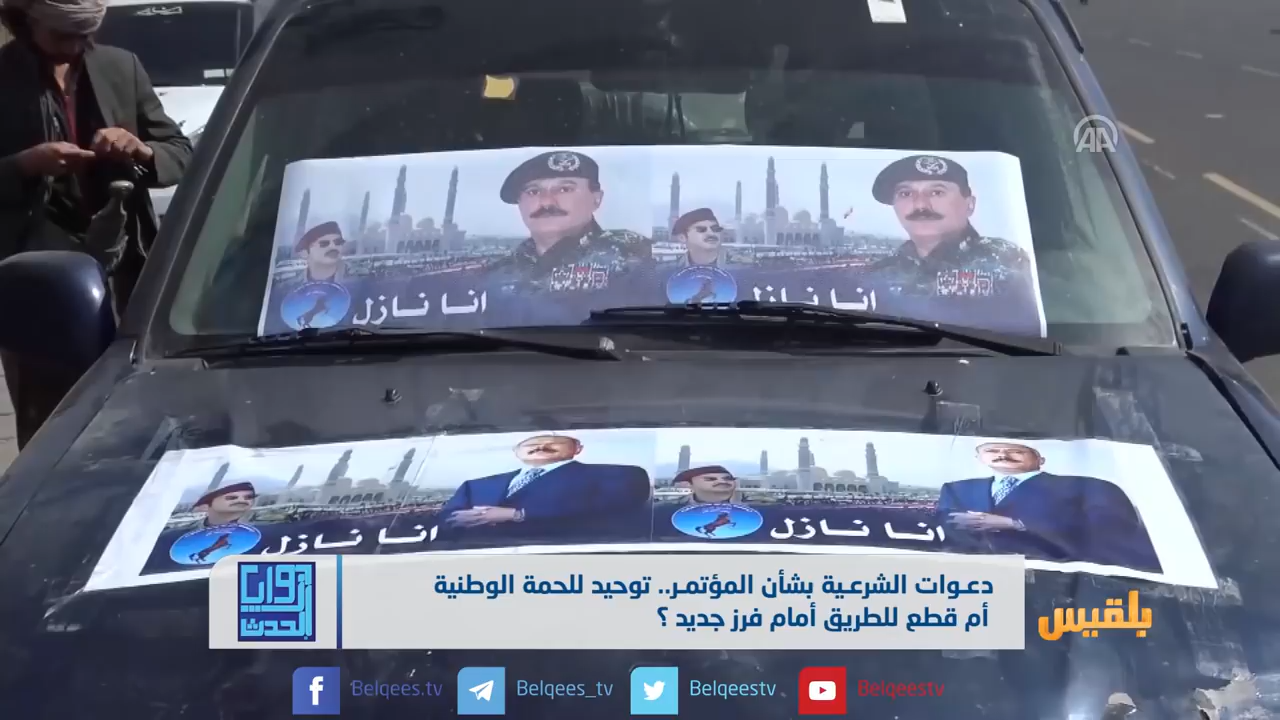 AA
انا نازل
انا نازل
انا نازل
انا نازل
أبواب
الحدث
دعوات الشرعية بشأن المؤتمر.. توحيد للحمة الوطنية
أم قطع للطريق أمام فرز جديد ؟
بلقيس
Belqees.tv
Belqees_tv
Belqeestv
Belqeestv